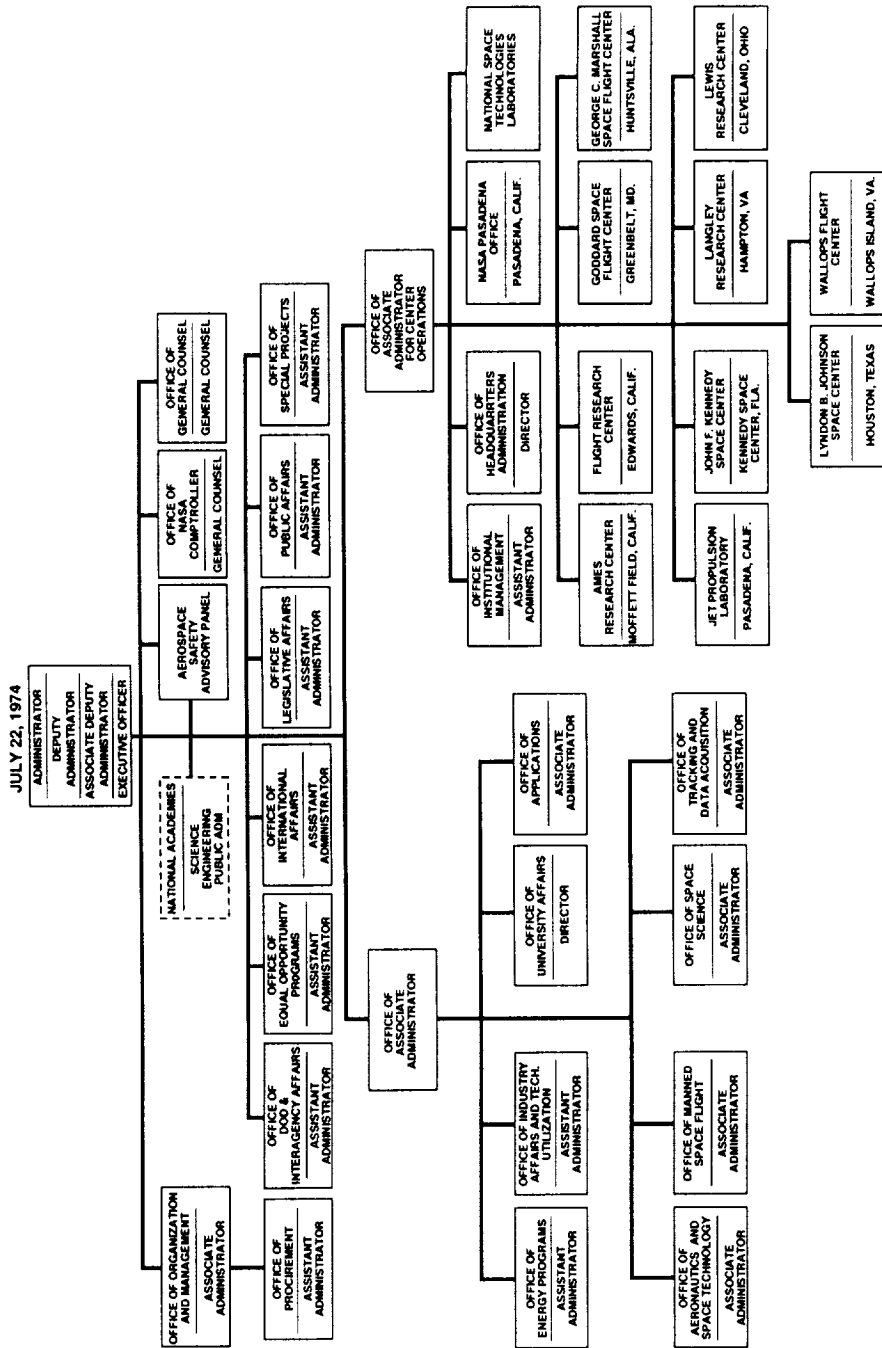 JULY 22, 1974
ADMINISTRATOR
DEPUTY
ADMINISTRATOR
ASSOCIATE DEPUTY
ADMINISTRATOR
EXECUTIVE OFFICER
OFFICE OF ORGANIZATION
AND MANAGEMENT
ASSOCIATE
ADMINISTRATOR
NATIONAL ACADEMIES
SCIENCE
ENGINEERING
PUBLIC ADM
AEROSPACE
SAFETY
ADVISORY PANEL
OFFICE OF
NASA
COMPTROLLER
GENERAL COUNSEL
OFFICE OF
GENERAL COUNSEL
GENERAL COUNSEL
OFFICE OF
PROCIREMENT
ASSISTANT
ADMINISTRATOR
OFFICE OF
DOD &
INTERAGENCY AFFAIRS
ASSISTANT
ADMINISTRATOR
OFFICE OF
EQUAL OPPORTUNITY
PROGRAMS
ASSISTANT
ADMINISTRATOR
OFFICE OF
INTERNATIONAL
AFFAIRS
ASSISTANT
ADMINISTRATOR
OFFICE OF
LEGISLATIVE AFFAIRS
ASSISTANT
ADMINISTRATOR
OFFICE OF
PUBLIC AFFAIRS
ASSISTANT
ADMINISTRATOR
OFFICE OF
SPECIAL PROJECTS
ASSISTANT
ADMINISTRATOR
OFFICE OF
ASSOCIATE
ADMINISTRATOR
OFFICE OF
ASSOCIATE
ADMINISTRATOR
FOR CENTER
OPERATIONS
OFFICE OF
ENERGY PROGRAMS
ASSISTANT
ADMINISTRATOR
OFFICE OF INDUSTRY
AFFAIRS AND TECH.
UTILIZATION
ASSISTANT
ADMINISTRATOR
OFFICE OF
UNIVERSITY AFFAIRS
DIRECTOR
OFFICE OF
APPLICATIONS
ASSOCIATE
ADMINISTRATOR
OFFICE OF
AERONAUTICS AND
SPACE TECHNOLOGY
ASSOCIATE
ADMINISTRATOR
OFFICE OF MANNED
SPACE FLIGHT
ASSOCIATE
ADMINISTRATOR
OFFICE OF SPACE
SCIENCE
ASSOCIATE
ADMINISTRATOR
OFFICE OF
TRACKING AND
DATA ACQUISITION
ASSOCIATE
ADMINISTRATOR
OFFICE OF
INSTITUTIONAL
MANAGEMENT
ASSISTANT
ADMINISTRATOR
OFFICE OF
HEADQUARRTERS
ADMINISTRATION
DIRECTOR
NASA PASADENA
OFFICE
PASADENA, CALIF.
NATIONAL SPACE
TECHNOLOGIES
LABORATORIES
AMES
RESEARCH CENTER
MOFFETT FIELD, CALIF.
FLIGHT RESEARCH
CENTER
EDWARDS, CALIF.
GODDARD SPACE
FLIGHT CENTER
GREENBELT, MD.
GEORGE C. MARSHALL
SPACE FLIGHT CENTER
HUNTSVILLE, ALA.
JET PROPULSION
LABORATORY
PASADENA, CALIF.
JOHN F. KENNEDY
SPACE CENTER
KENNEDY SPACE
CENTER, FLA.
LANGLEY
RESEARCH CENTER
HAMPTON, VA
LEWIS
RESEARCH CENTER
CLEVELAND, OHIO
LYNDON B. JOHNSON
SPACE CENTER
HOUSTON, TEXAS
WALLOPS FLIGHT
CENTER
WALLOPS ISLAND, VA.